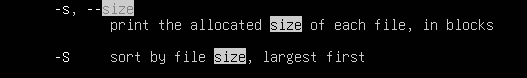 -s, --size
print the allocated size of each file, in blocks
-S     sort by file size, largest first